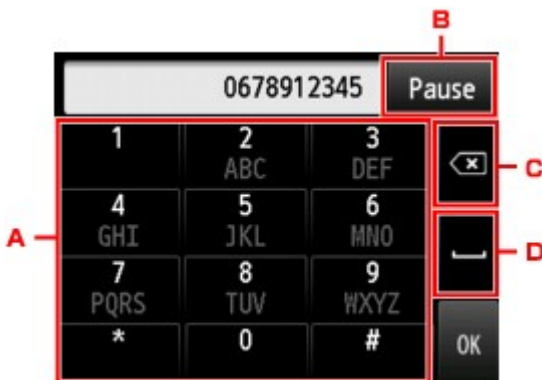 B
0678912345 Pause
1 2 3
ABC DEF
C
4 5 6
GHI JKL MNO
A
D
7 8 9
PQRS TUV WXYZ
* 0 # OK